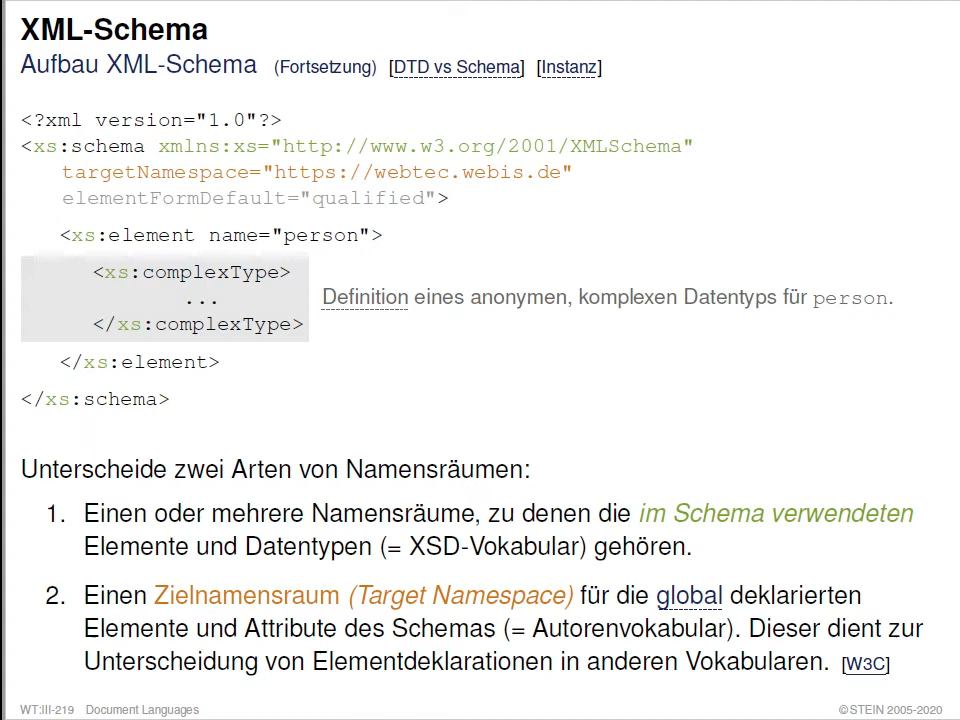 XML-Schema
Aufbau XML-Schema (Fortsetzung) [DTD vs Schema] [Instanz]
<?xml version="1.0"?>
<xs:schema xmlns:xs="http://www.w3.org/2001/XMLSchema"
targetNamespace="https://webtec.webis.de"
elementFormDefault="qualified">
<xs:element name="person">
<xs:complexType>
...
</xs:complexType>
Definition eines anonymen, komplexen Datentyps für person.
</xs:element>
</xs:schema>
Unterscheide zwei Arten von Namensräumen:
1. Einen oder mehrere Namensräume, zu denen die im Schema verwendeten
Elemente und Datentypen (= XSD-Vokabular) gehören.
2. Einen Zielnamensraum (Target Namespace) für die global deklarierten
Elemente und Attribute des Schemas (= Autorenvokabular). Dieser dient zur
Unterscheidung von Elementdeklarationen in anderen Vokabularen. [W3C]
WT:III-219 Document Languages
©STEIN 2005-2020